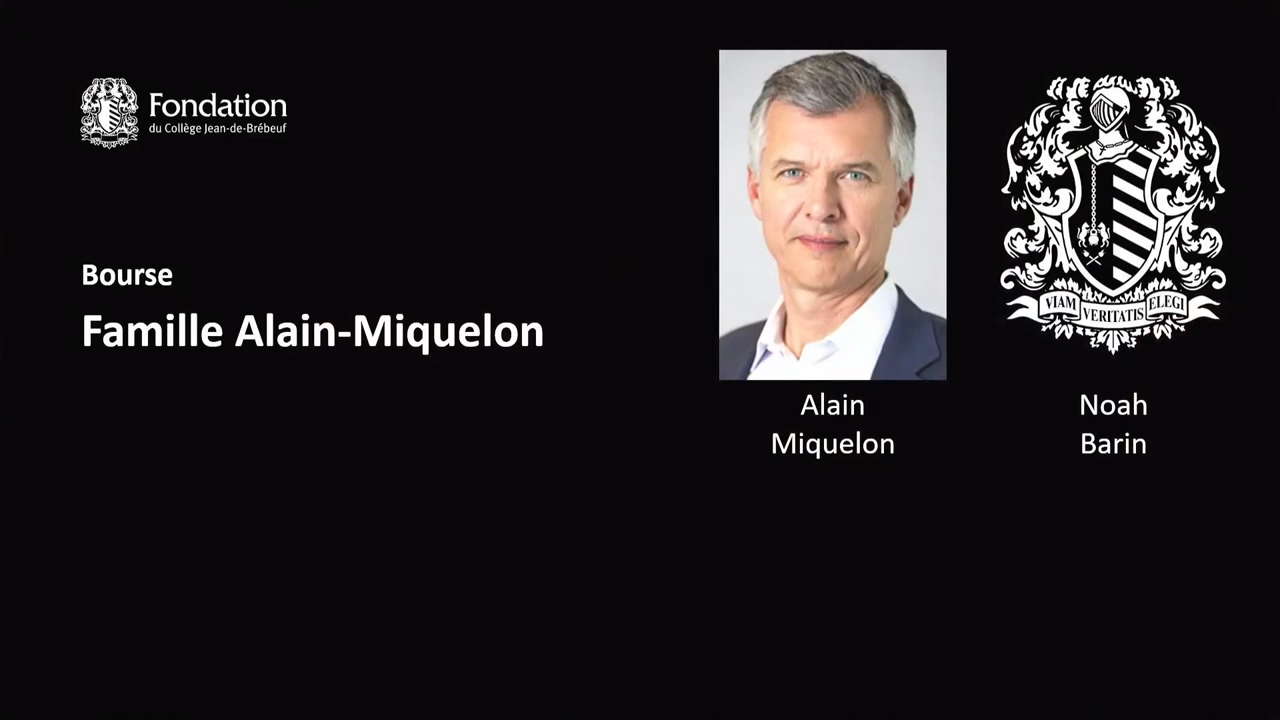 Fondation
du Collège Jean-de-Brébeuf
Bourse
Famille Alain-Miquelon
VIAM VERITATIS ELEGI
Alain
Miquelon
Noah
Barin